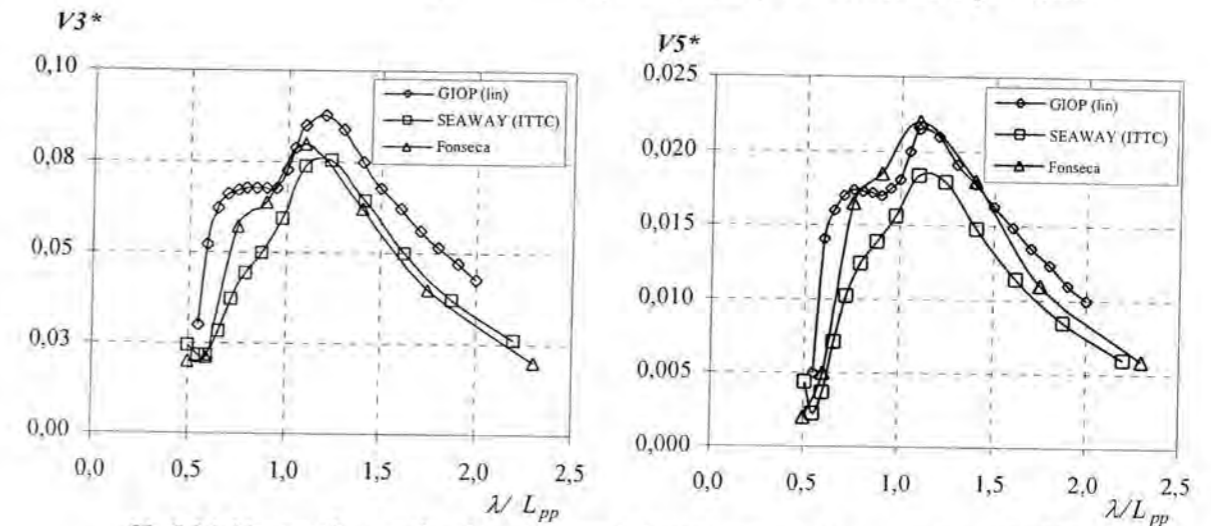 V3*
0,10
0,08
0,05
0,03
0,00
0,0 0,5 1,0 1,5 2,0 2,5
λ/ Lpp
GIOP (lin)
SEAWAY (ITTC)
Fonseca
V5*
0,025
0,020
0,015
0,010
0,005
0,000
0,0 0,5 1,0 1,5 2,0 2,5
λ/Lpp
GIOP (lin)
SEAWAY (ITTC)
Fonseca